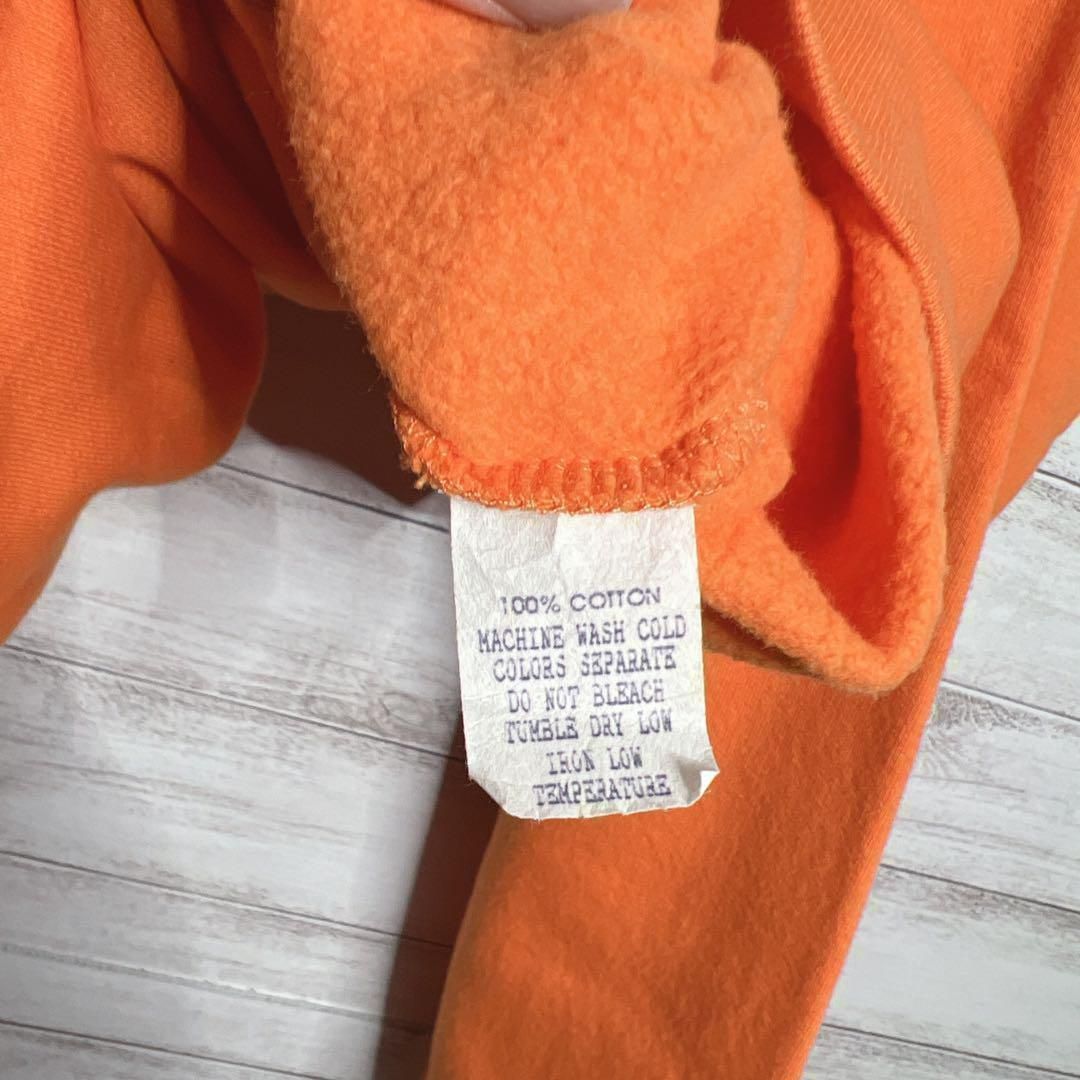 100% COTTON
MACHINE WASH COLD
COLORS SEPARATE
DO NOT BLEACH
TUMBLE DRY LOW
IRON LOW
TEMPERATURE